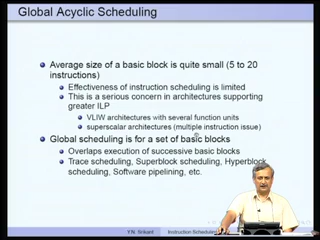 Global Acyclic Scheduling
Average size of a basic block is quite small (5 to 20
instructions)
Effectiveness of instruction scheduling is limited
This is a serious concern in architectures supporting
greater ILP
VLIW architectures with several function units
superscalar architectures (multiple instruction issue)
Global scheduling is for a set of basic blocks
Overlaps execution of successive basic blocks
Trace scheduling, Superblock scheduling, Hyperblock
scheduling, Software pipelining, etc.
Y.N. Srikant
Instruction Scheduling